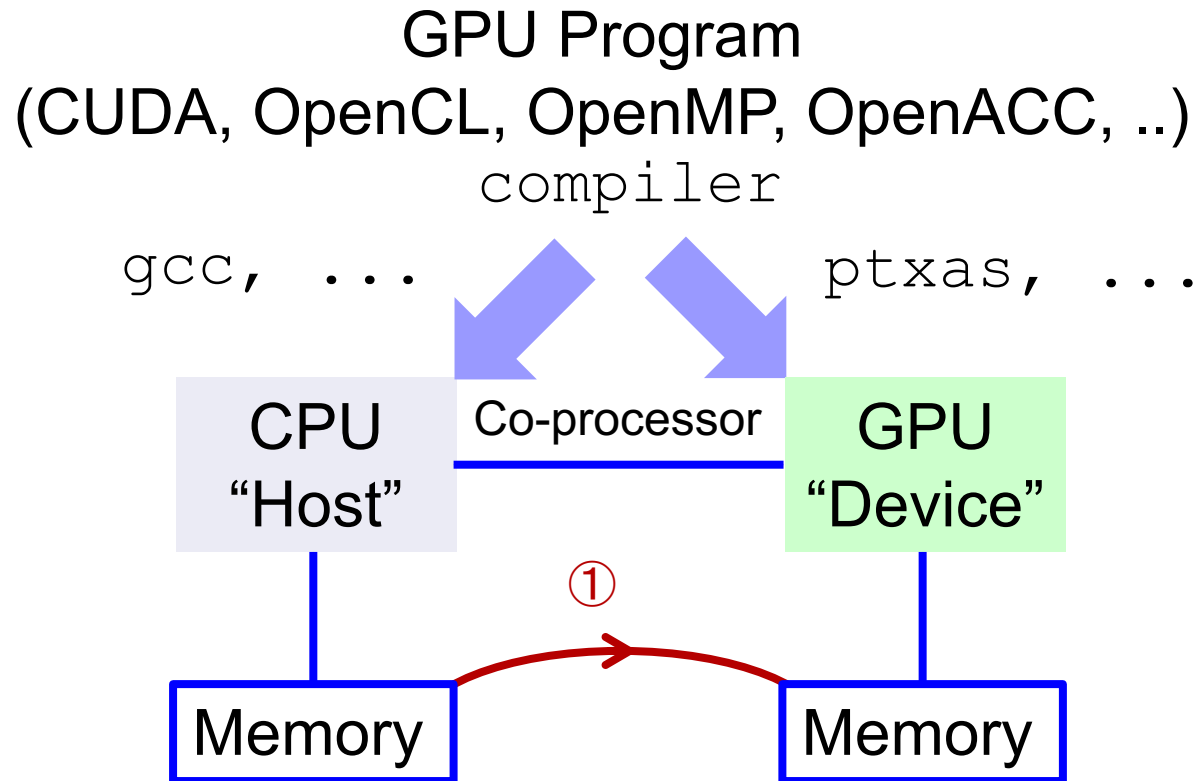 GPU Program
(CUDA, OpenCL, OpenMP, OpenACC, ..)
compiler
gcc, ...
ptxas, ...
CPU
“Host”
Co-processor
GPU
“Device”
①
Memory
Memory